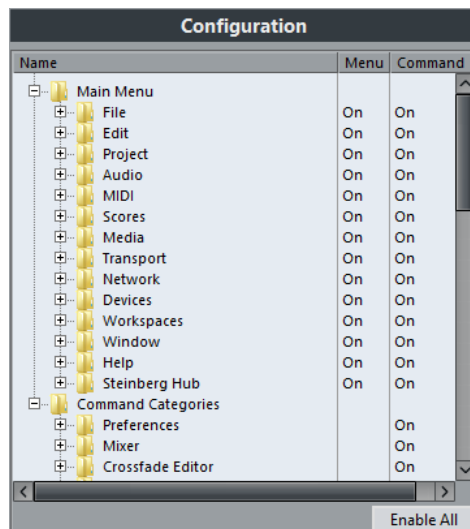 Configuration
Name Menu Command
Main Menu
File On On
Edit On On
Project On On
Audio On On
MIDI On On
Scores On On
Media On On
Transport On On
Network On On
Devices On On
Workspaces On On
Window On On
Help On On
Steinberg Hub On On
Command Categories
Preferences On
Mixer On
Crossfade Editor On
Enable All